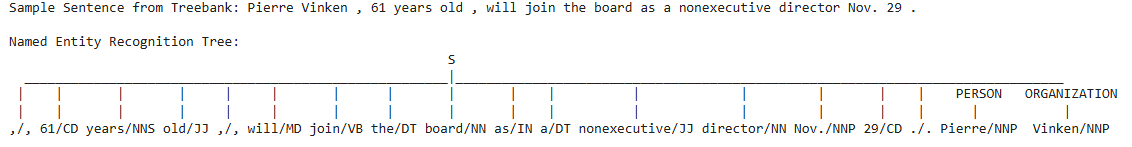 Sample Sentence from Treebank: Pierre Vinken , 61 years old , will join the board as a nonexecutive director Nov. 29 .
Named Entity Recognition Tree:
S
PERSON ORGANIZATION
,/, 61/CD years/NNS old/JJ ,/, will/MD join/VB the/DT board/NN as/IN a/DT nonexecutive/JJ director/NN Nov./NNP 29/CD ./. Pierre/NNP Vinken/NNP